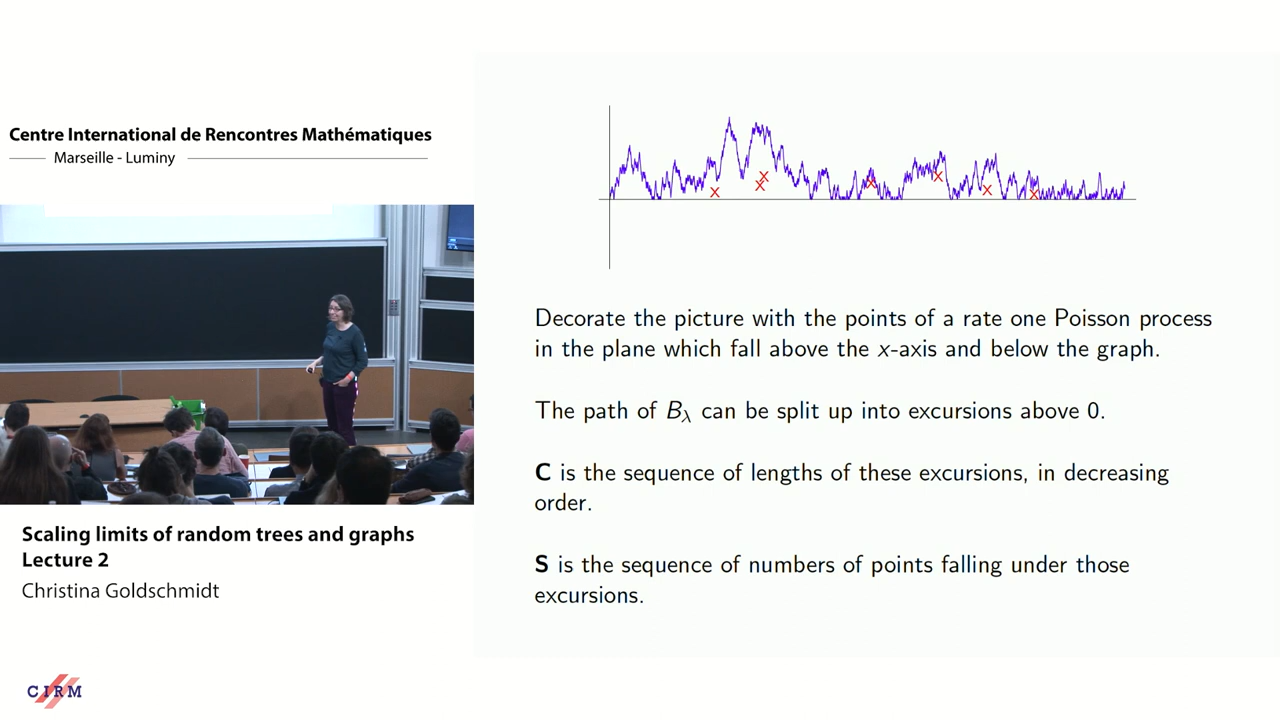 Centre International de Rencontres Mathématiques
Marseille - Luminy
Decorate the picture with the points of a rate one Poisson process
in the plane which fall above the x-axis and below the graph.
The path of Bλ can be split up into excursions above 0.
C is the sequence of lengths of these excursions, in decreasing
order.
S is the sequence of numbers of points falling under those
excursions.
Scaling limits of random trees and graphs
Lecture 2
Christina Goldschmidt
CIRM